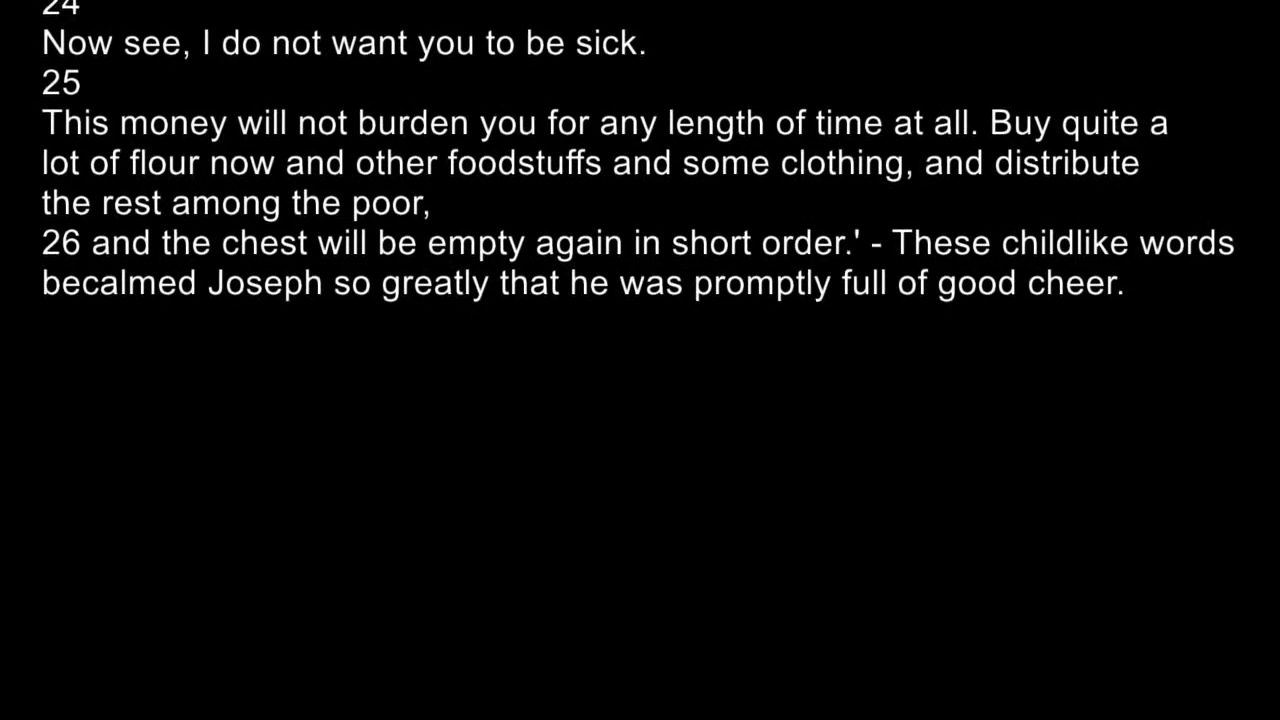 24
Now see, I do not want you to be sick.
25
This money will not burden you for any length of time at all. Buy quite a
lot of flour now and other foodstuffs and some clothing, and distribute
the rest among the poor,
26 and the chest will be empty again in short order.' - These childlike words
becalmed Joseph so greatly that he was promptly full of good cheer.